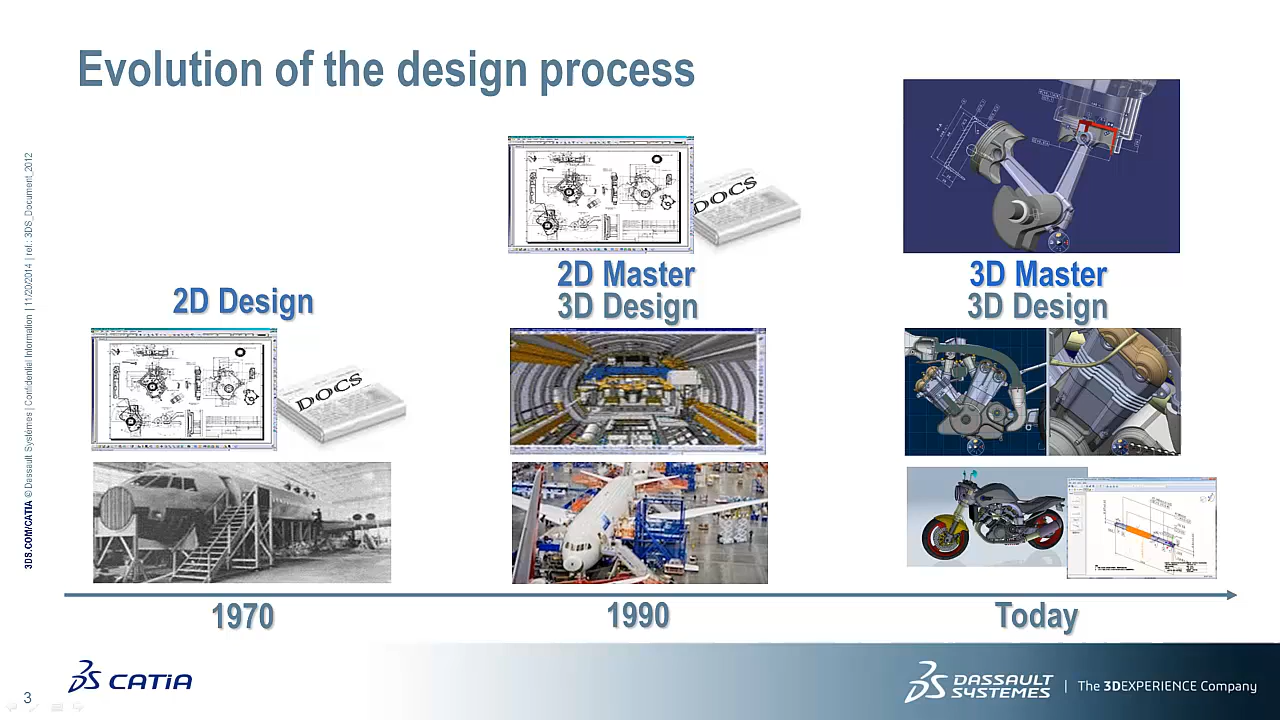 Evolution of the design process
2D Design
DOCS
1970
DOCS
2D Master
3D Design
1990
3D Master
3D Design
Today
3DS.COM/CATIA © Dassault Systèmes | Confidential Information | 11/20/2014 | ref.: 3DS_Document_2012
3
CATIA
DASSAULT
SYSTEMES
| The 3DEXPERIENCE Company